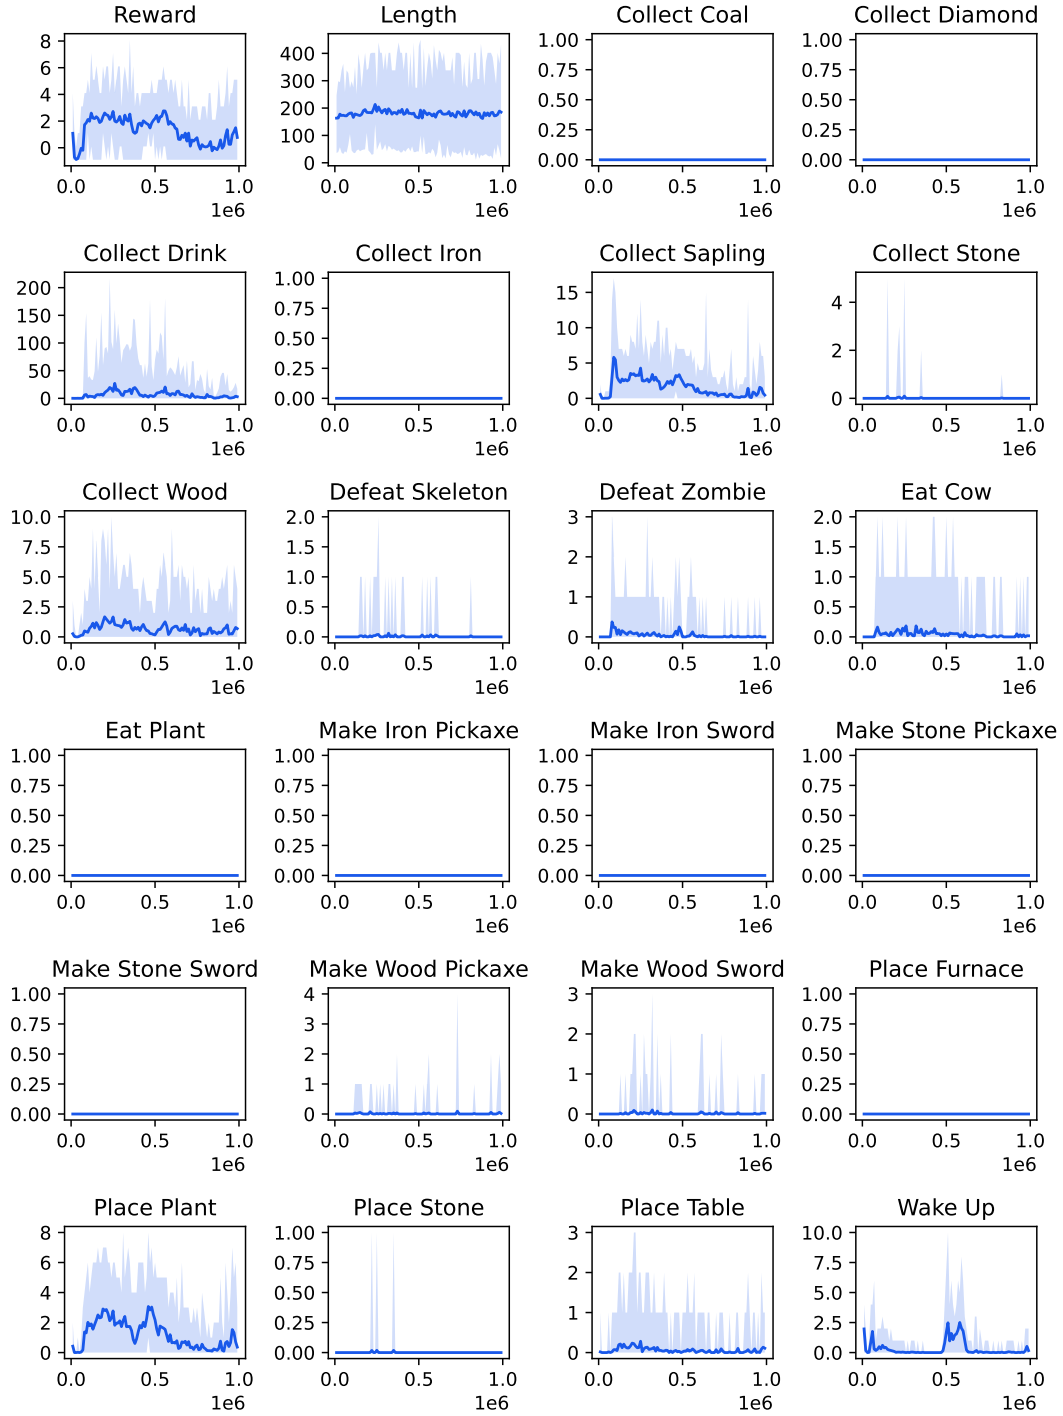 Reward Length Collect Coal Collect Diamond
8 400 1.00 1.00
6 300 0.75 0.75
4 200 0.50 0.50
2 100 0.25 0.25
0 0 0.00 0.00
0.0 0.5 1.0 0.0 0.5 1.0 0.0 0.5 1.0 0.0 0.5 1.0
1e6 1e6 1e6 1e6
Collect Drink Collect Iron Collect Sapling Collect Stone
200 1.00 15 4
150 0.75 10 2
100 0.50 5 0
50 0.25 0
0 0.00
0.0 0.5 1.0 0.0 0.5 1.0 0.0 0.5 1.0 0.0 0.5 1.0
1e6 1e6 1e6 1e6
Collect Wood Defeat Skeleton Defeat Zombie Eat Cow
10.0 2.0 3 2.0
7.5 1.5 2 1.5
5.0 1.0 1 1.0
2.5 0.5 0 0.5
0.0 0.0 0.0
0.0 0.5 1.0 0.0 0.5 1.0 0.0 0.5 1.0 0.0 0.5 1.0
1e6 1e6 1e6 1e6
Eat Plant Make Iron Pickaxe Make Iron Sword Make Stone Pickaxe
1.00 1.00 1.00 1.00
0.75 0.75 0.75 0.75
0.50 0.50 0.50 0.50
0.25 0.25 0.25 0.25
0.00 0.00 0.00 0.00
0.0 0.5 1.0 0.0 0.5 1.0 0.0 0.5 1.0 0.0 0.5 1.0
1e6 1e6 1e6 1e6
Make Stone Sword Make Wood Pickaxe Make Wood Sword Place Furnace
1.00 4 3 1.00
0.75 3 2 0.75
0.50 2 1 0.50
0.25 1 0 0.25
0.00 0 0.00
0.0 0.5 1.0 0.0 0.5 1.0 0.0 0.5 1.0 0.0 0.5 1.0
1e6 1e6 1e6 1e6
Place Plant Place Stone Place Table Wake Up
8 1.00 3 10.0
6 0.75 2 7.5
4 0.50 1 5.0
2 0.25 0 2.5
0 0.00 0.0
0.0 0.5 1.0 0.0 0.5 1.0 0.0 0.5 1.0 0.0 0.5 1.0
1e6 1e6 1e6 1e6